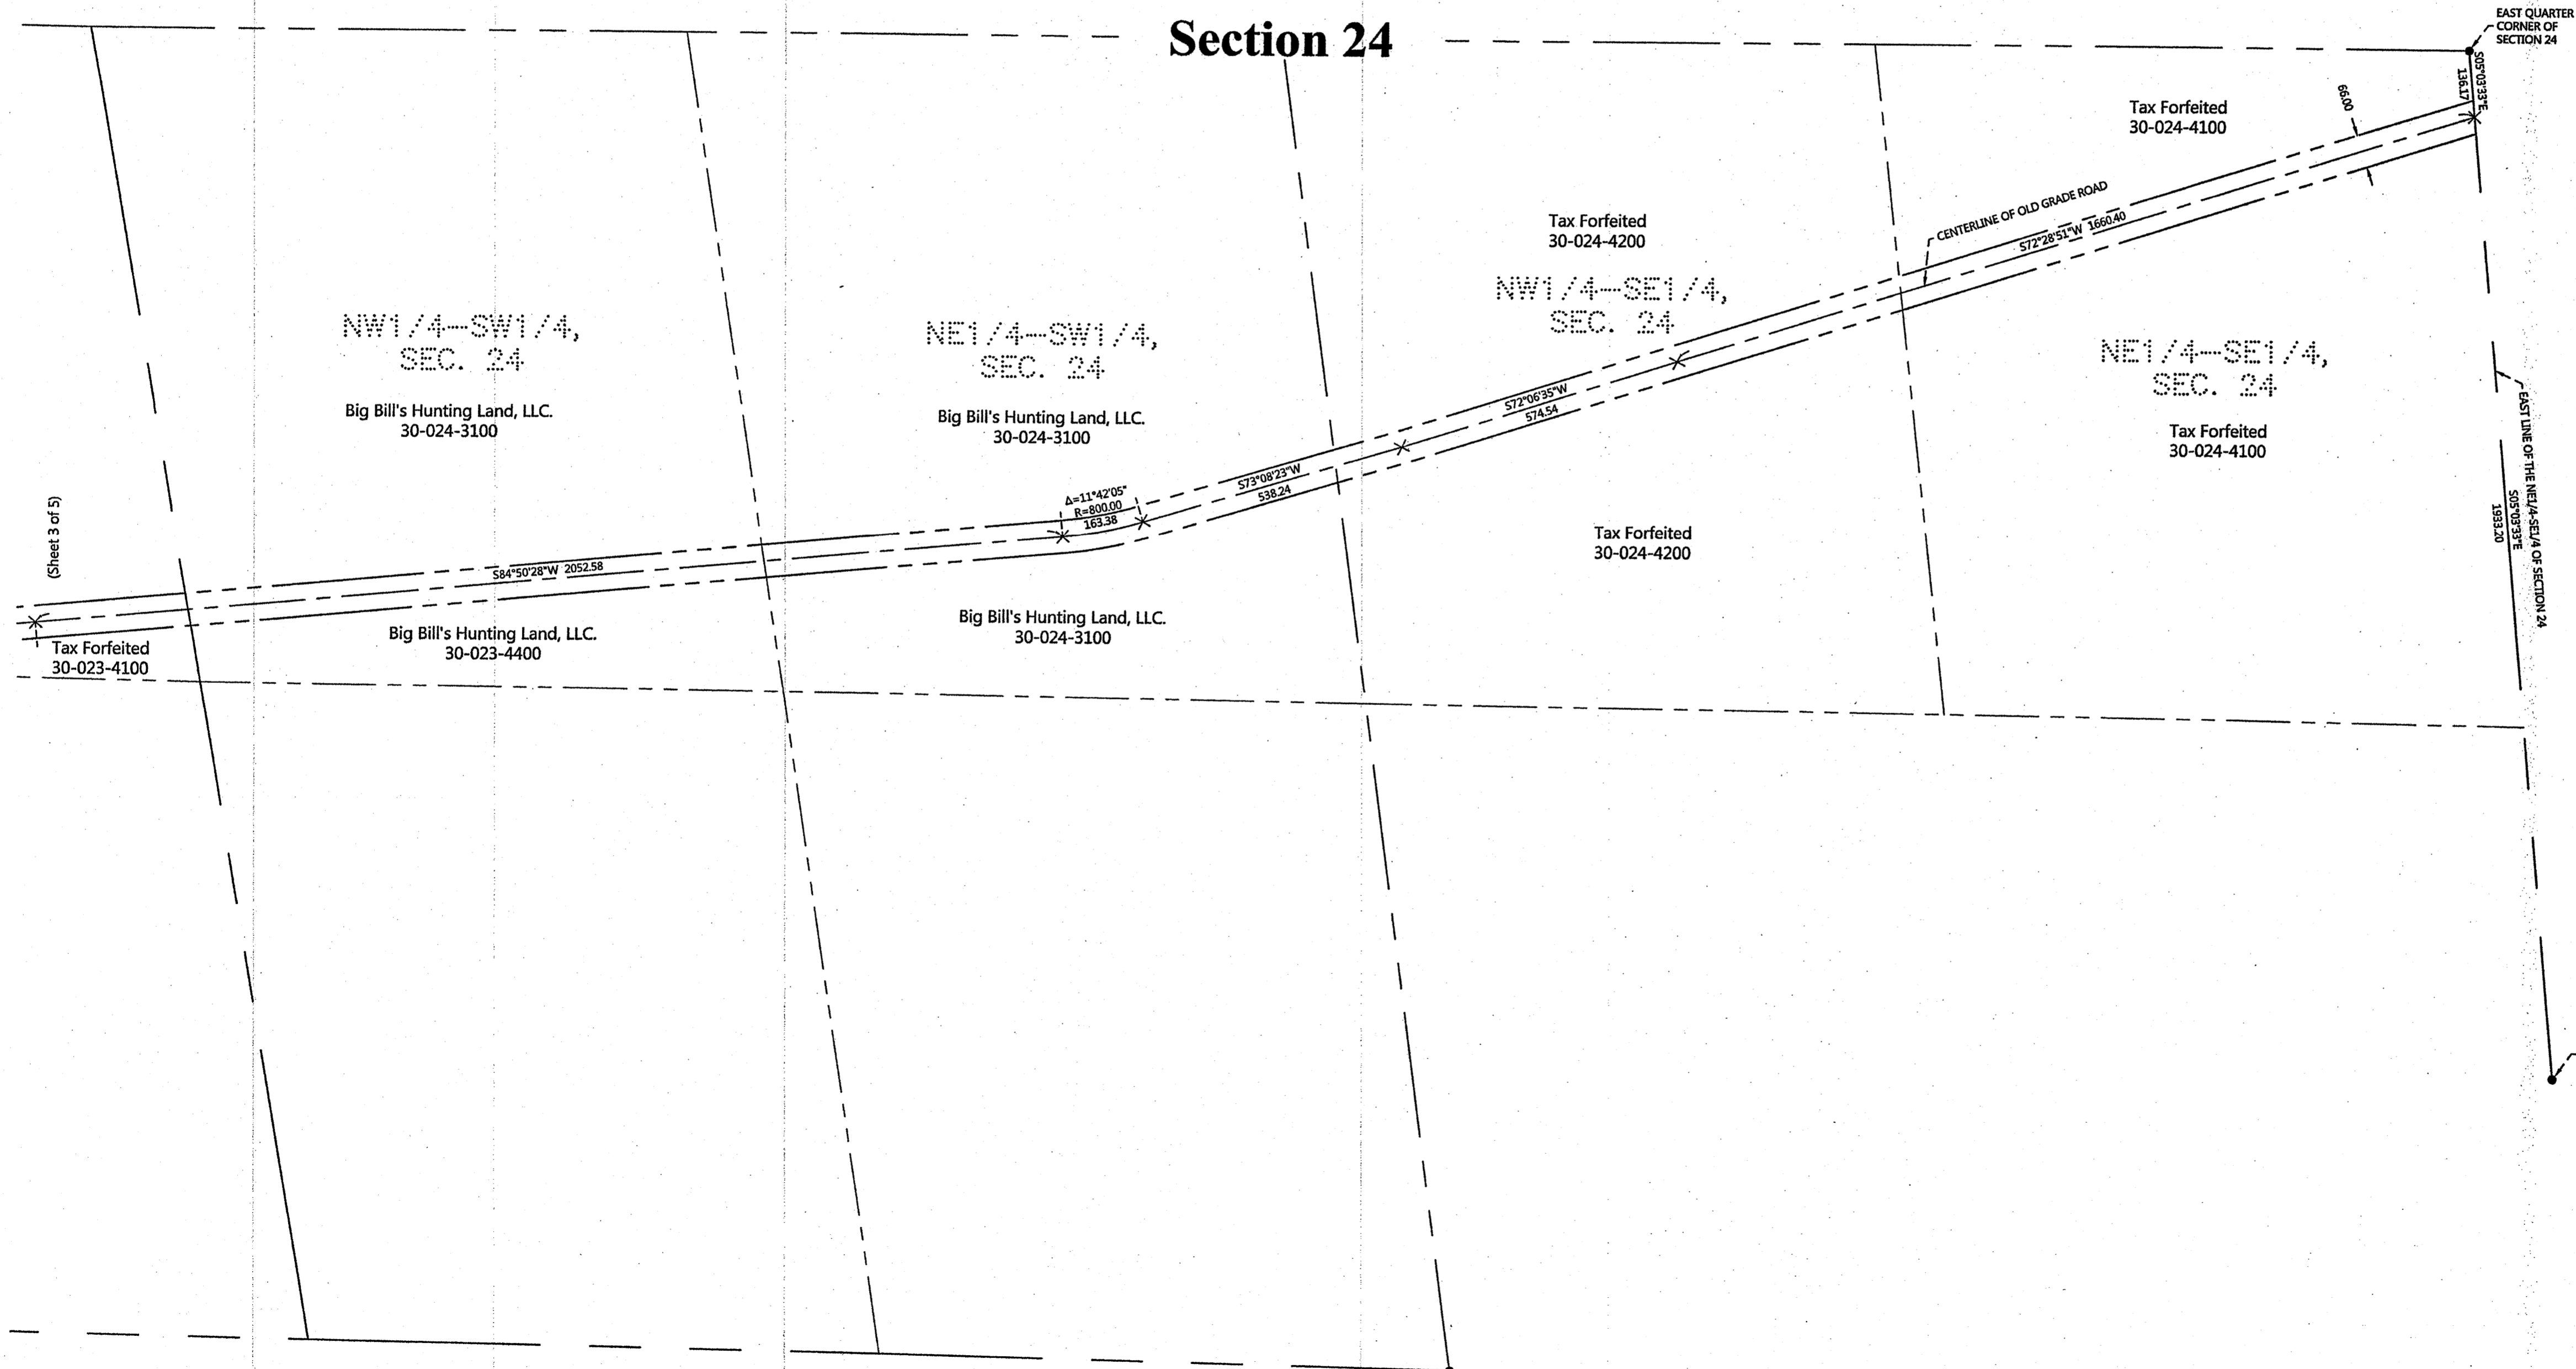 Section 24
EAST QUARTER
CORNER OF
SECTION 24
S05°03'33"E
136.17
66.00
Tax Forfeited
30-024-4100
CENTERLINE OF OLD GRADE ROAD
S72°28'51"W 1660.40
Tax Forfeited
30-024-4200
NW1/4-SE1/4,
SEC. 24
NW1/4-SW1/4,
SEC. 24
Big Bill's Hunting Land, LLC.
30-024-3100
NE1/4-SW1/4,
SEC. 24
Big Bill's Hunting Land, LLC.
30-024-3100
NE1/4-SE1/4,
SEC. 24
Tax Forfeited
30-024-4100
S72°06'35"W
574.54
S73°08'23"W
538.24
Δ=11°42'05"
R=800.00
163.38
EAST LINE OF THE NE1/4-SE1/4 OF SECTION 24
S05°03'33"E
1933.20
(Sheet 3 of 5)
S84°50'28"W 2052.58
Tax Forfeited
30-024-4200
Tax Forfeited
30-023-4100
Big Bill's Hunting Land, LLC.
30-023-4400
Big Bill's Hunting Land, LLC.
30-024-3100